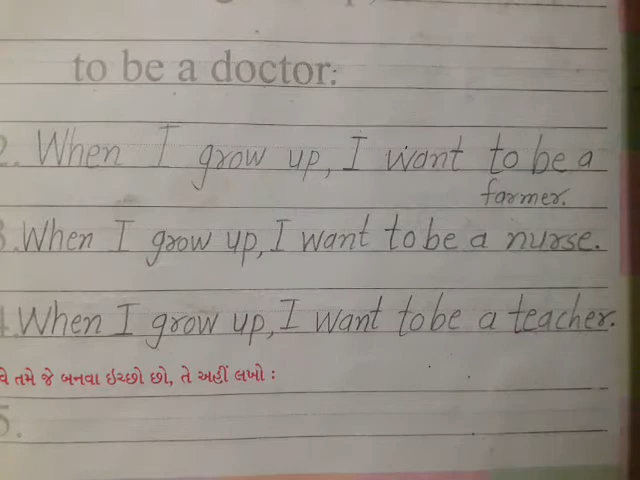 to be a doctor.
2. When I grow up, I want to be a
farmer.
3. When I grow up, I want to be a nurse.
4. When I grow up, I want to be a teacher.
તમે જે બનવા ઇચ્છો છો, તે અહીં લખો :
5.